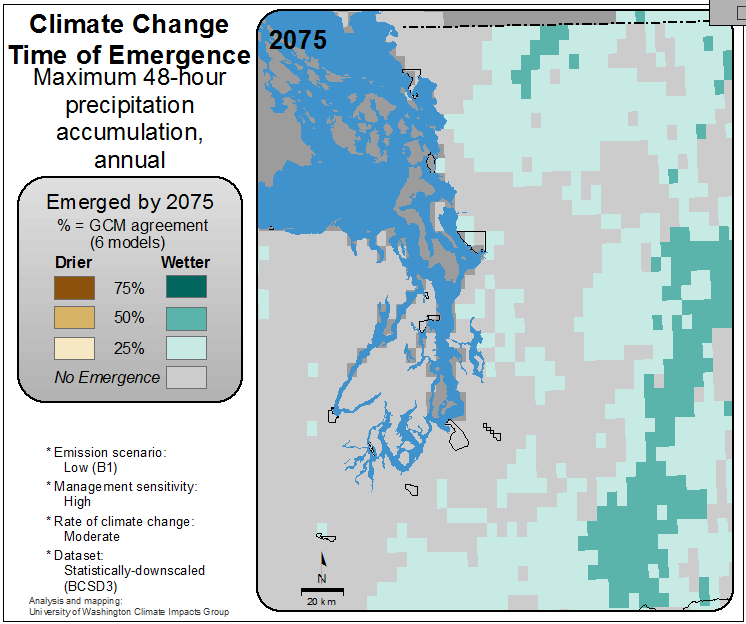 Climate Change
Time of Emergence
Maximum 48-hour
precipitation
accumulation,
annual
Emerged by 2075
% = GCM agreement
(6 models)
Drier Wetter
75%
50%
25%
No Emergence
* Emission scenario:
Low (B1)
* Management sensitivity:
High
* Rate of climate change:
Moderate
* Dataset:
Statistically-downscaled
(BCSD3)
Analysis and mapping:
University of Washington Climate Impacts Group
2075
N
20 km